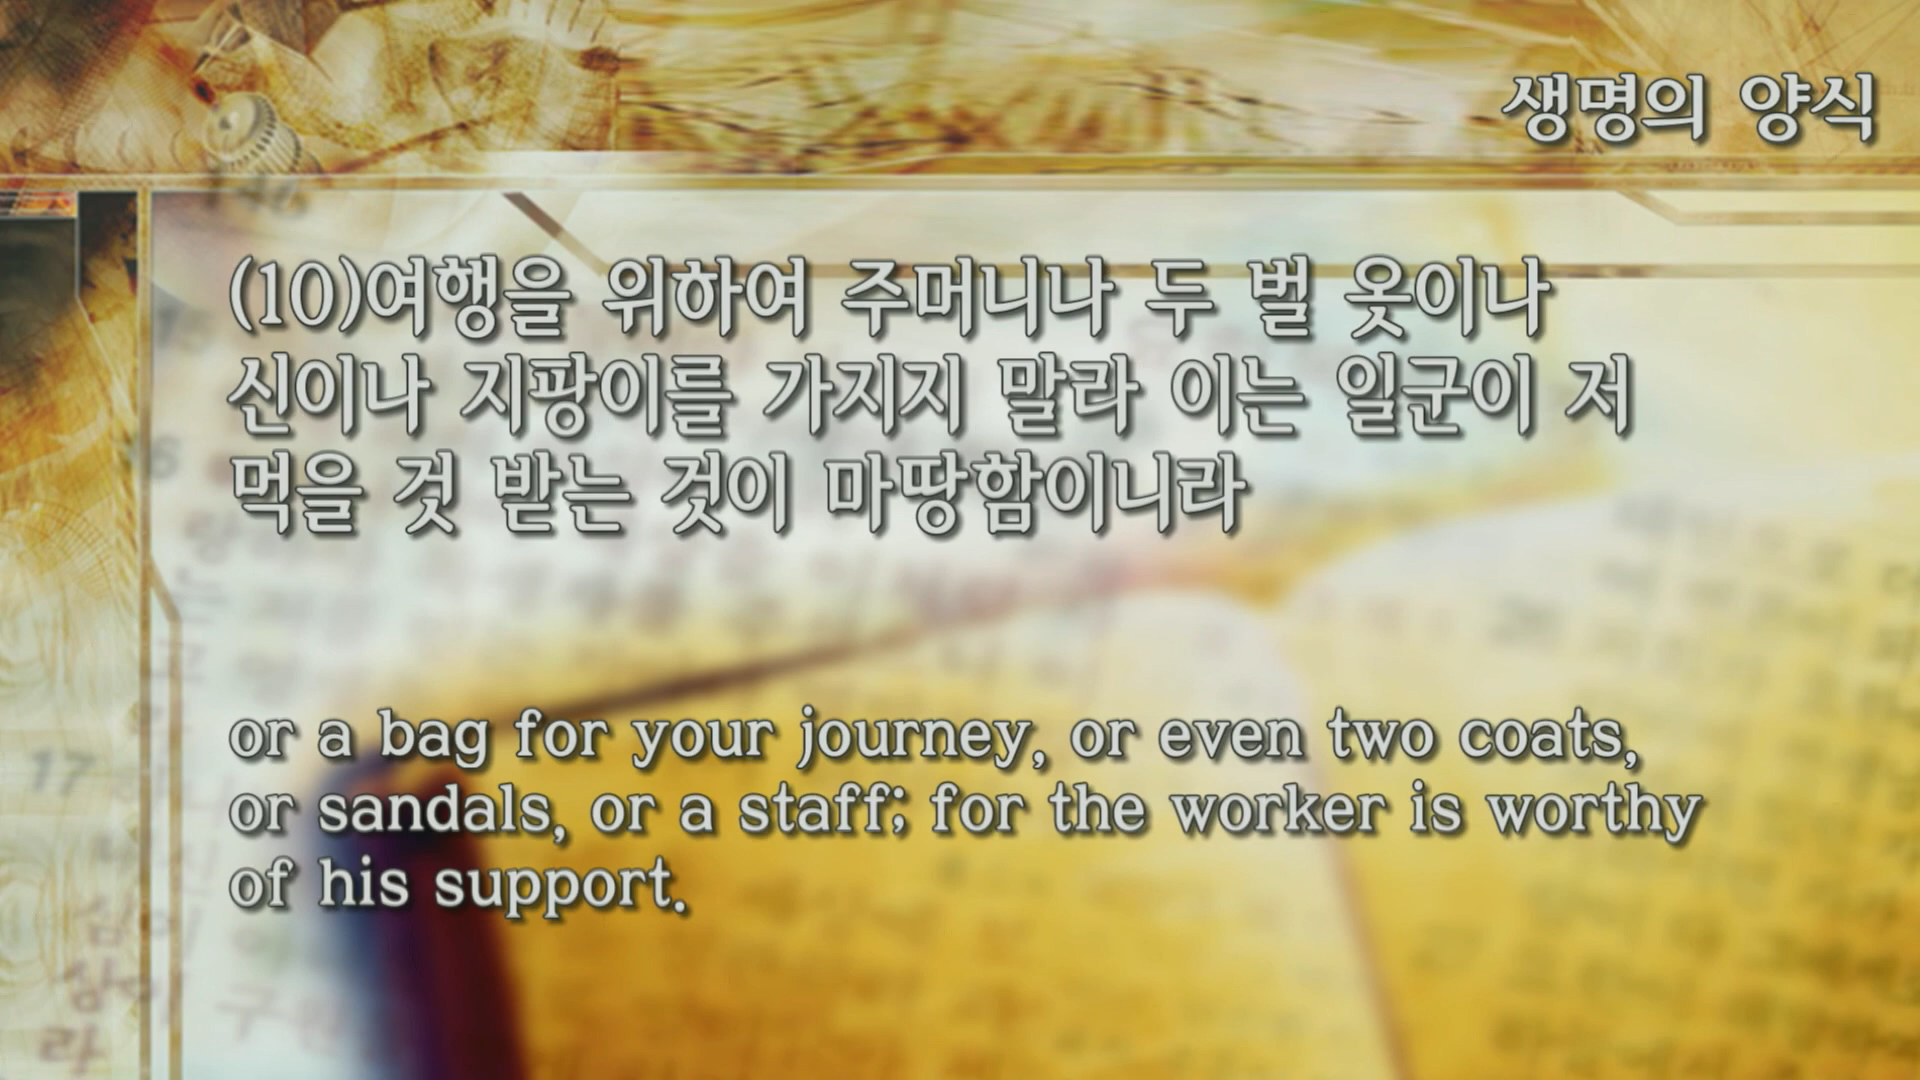 생명의 양식
(10)여행을 위하여 주머니나 두 벌 옷이나
신이나 지팡이를 가지지 말라 이는 일군이 저
먹을 것 받는 것이 마땅함이니라
or a bag for your journey, or even two coats,
or sandals, or a staff; for the worker is worthy
of his support.
17